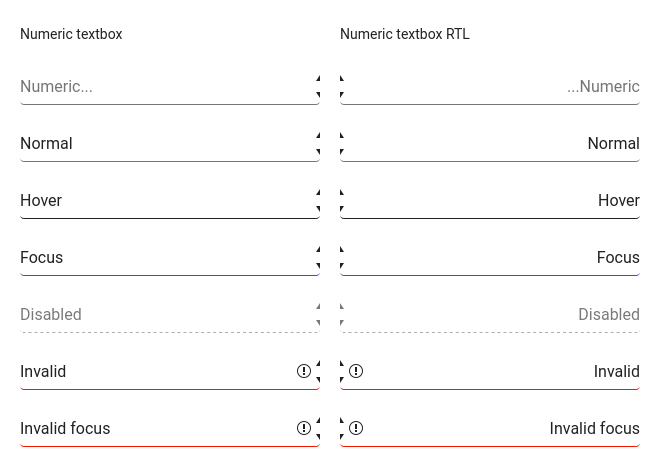 Numeric textbox
Numeric...
Normal
Hover
Focus
Disabled
Invalid
Invalid focus
Numeric textbox RTL
...Numeric
Normal
Hover
Focus
Disabled
Invalid
Invalid focus